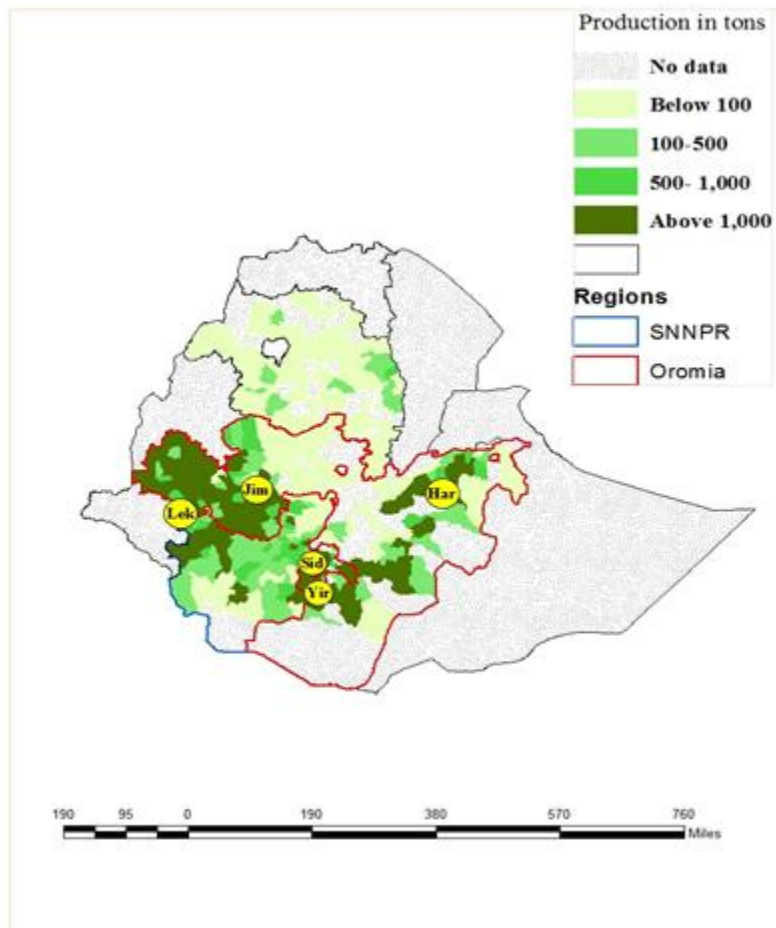 Production in tons
No data
Below 100
100-500
500- 1,000
Above 1,000
Regions
SNNPR
Oromia
Jim
Har
Lek
Sid
Yir
190 95 0 190 380 570 760
Miles